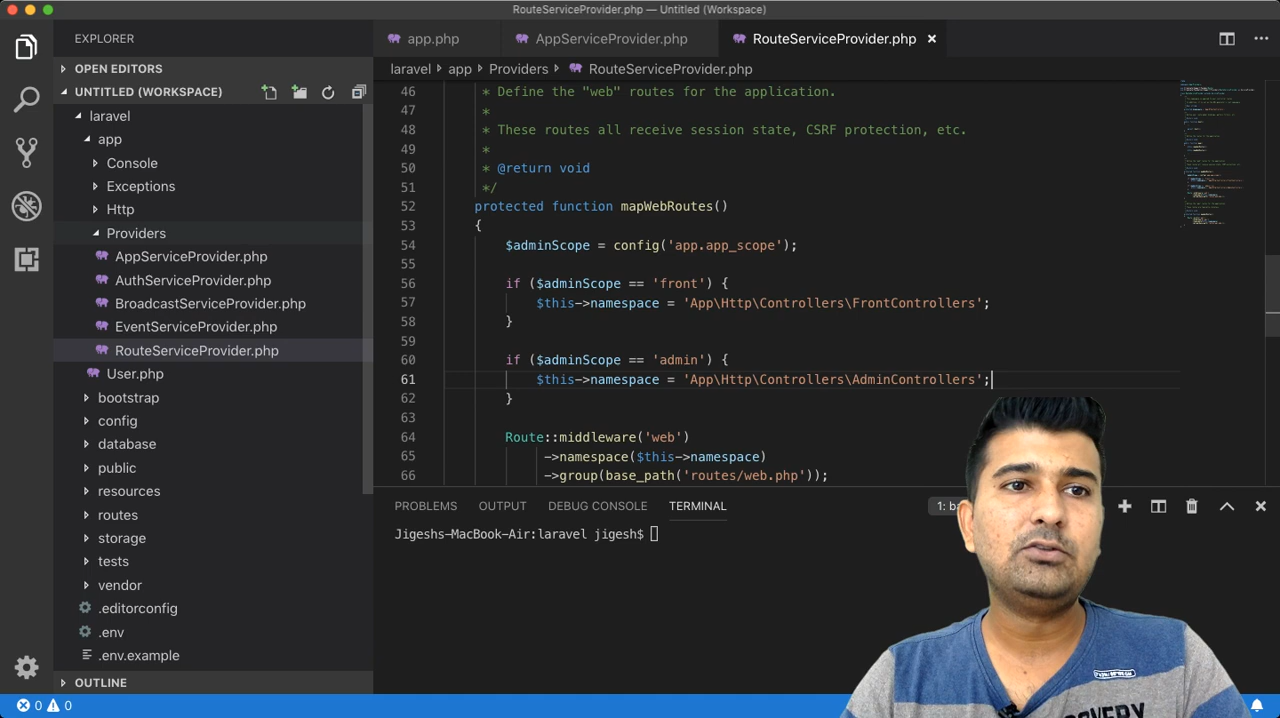 RouteServiceProvider.php — Untitled (Workspace)
EXPLORER
OPEN EDITORS
UNTITLED (WORKSPACE)
laravel
app
Console
Exceptions
Http
Providers
AppServiceProvider.php
AuthServiceProvider.php
BroadcastServiceProvider.php
EventServiceProvider.php
RouteServiceProvider.php
User.php
bootstrap
config
database
public
resources
routes
storage
tests
vendor
.editorconfig
.env
.env.example
OUTLINE
0 0
app.php AppServiceProvider.php RouteServiceProvider.php ×
laravel app Providers RouteServiceProvider.php
46 * Define the "web" routes for the application.
47 *
48 * These routes all receive session state, CSRF protection, etc.
49 *
50 * @return void
51 */
52 protected function mapWebRoutes()
53 {
54 $adminScope = config('app.app_scope');
55
56 if ($adminScope == 'front') {
57 $this->namespace = 'App\Http\Controllers\FrontControllers';
58 }
59
60 if ($adminScope == 'admin') {
61 $this->namespace = 'App\Http\Controllers\AdminControllers';
62 }
63
64 Route::middleware('web')
65 ->namespace($this->namespace)
66 ->group(base_path('routes/web.php'));
PROBLEMS OUTPUT DEBUG CONSOLE TERMINAL 1: ba
Jigeshs-MacBook-Air:laravel jigesh$